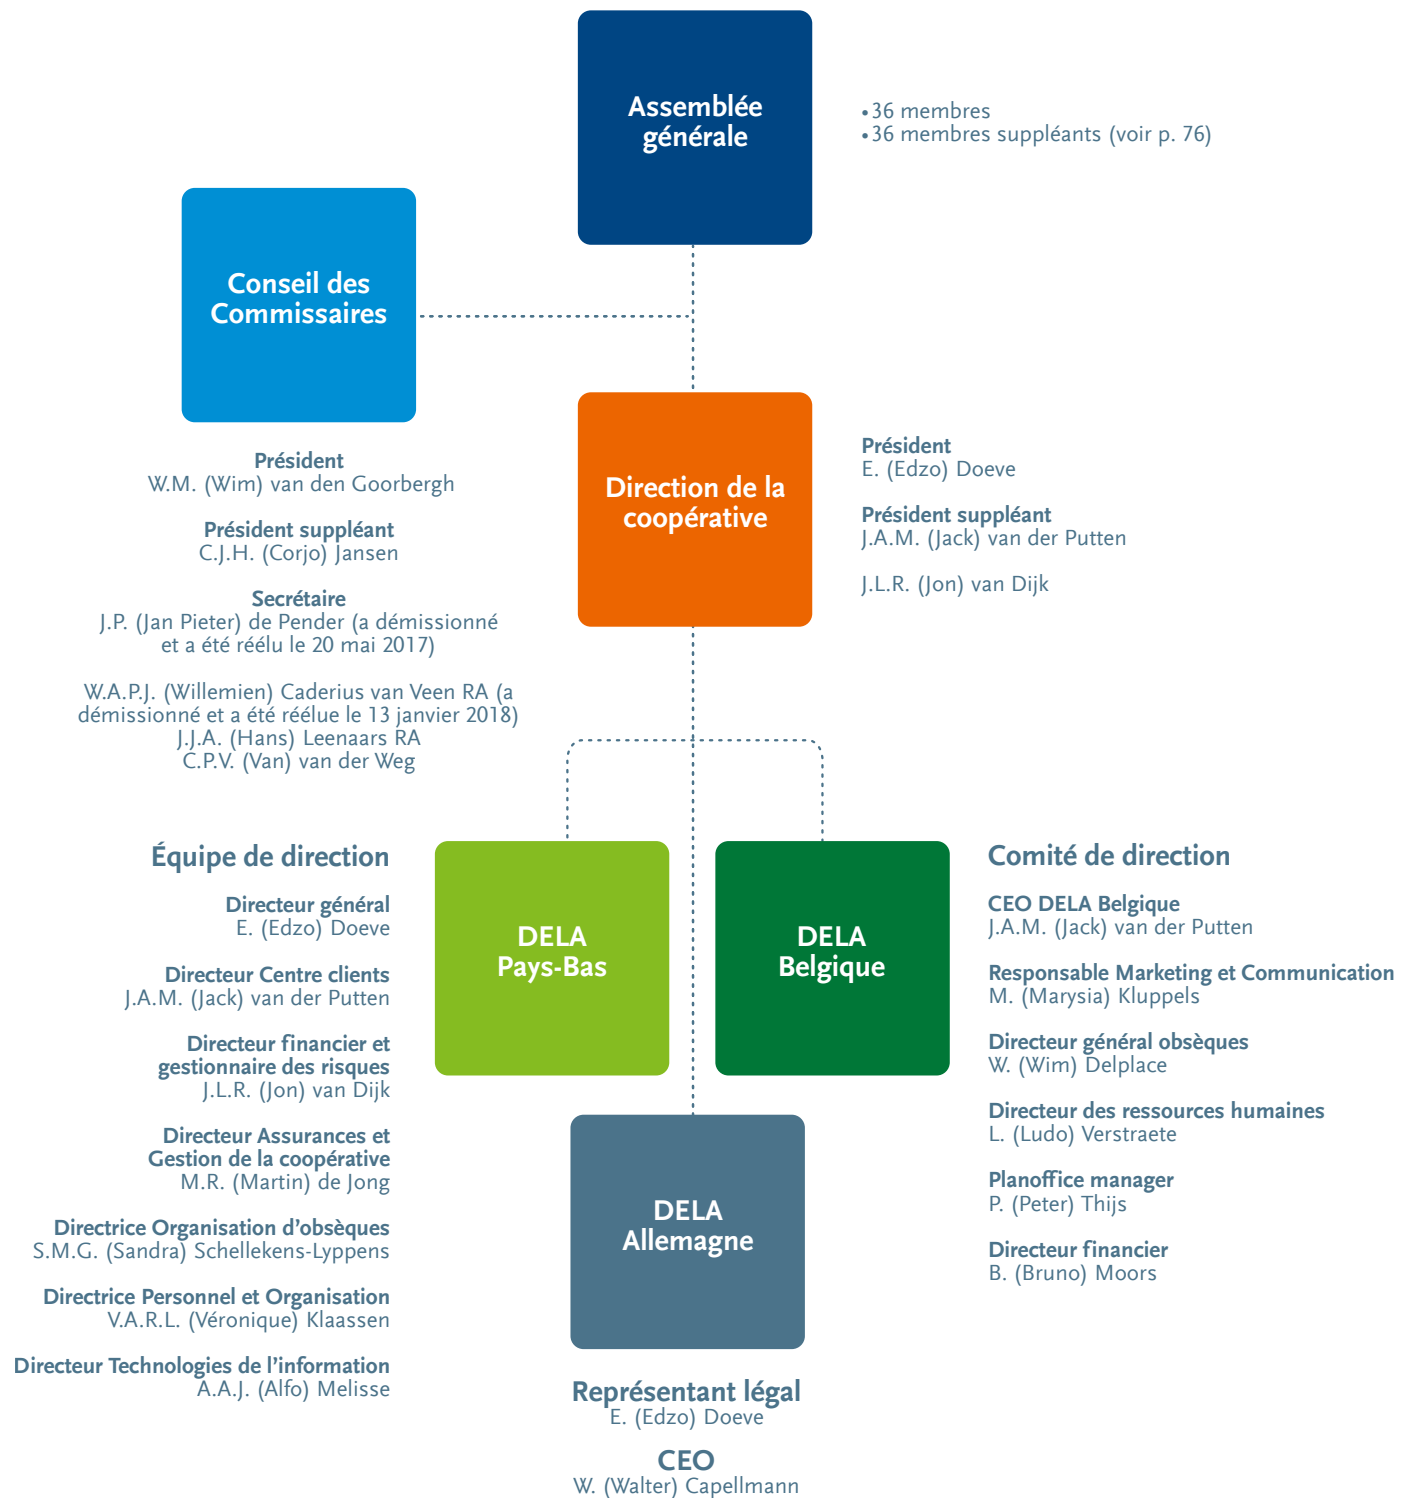 Assemblée
générale
• 36 membres
• 36 membres suppléants (voir p. 76)
Conseil des
Commissaires
Président
W.M. (Wim) van den Goorbergh
Président suppléant
C.J.H. (Corjo) Jansen
Secrétaire
J.P. (Jan Pieter) de Pender (a démissionné
et a été réélu le 20 mai 2017)
W.A.P.J. (Willemien) Caderius van Veen RA (a
démissionné et a été réélue le 13 janvier 2018)
J.J.A. (Hans) Leenaars RA
C.P.V. (Van) van der Weg
Direction de la
coopérative
Président
E. (Edzo) Doeve
Président suppléant
J.A.M. (Jack) van der Putten
J.L.R. (Jon) van Dijk
Équipe de direction
Directeur général
E. (Edzo) Doeve
Directeur Centre clients
J.A.M. (Jack) van der Putten
Directeur financier et
gestionnaire des risques
J.L.R. (Jon) van Dijk
Directeur Assurances et
Gestion de la coopérative
M.R. (Martin) de Jong
Directrice Organisation d’obsèques
S.M.G. (Sandra) Schellekens-Lyppens
Directrice Personnel et Organisation
V.A.R.L. (Véronique) Klaassen
Directeur Technologies de l’information
A.A.J. (Alfo) Melisse
DELA
Pays-Bas
DELA
Belgique
Comité de direction
CEO DELA Belgique
J.A.M. (Jack) van der Putten
Responsable Marketing et Communication
M. (Marysia) Kluppels
Directeur général obsèques
W. (Wim) Delplace
Directeur des ressources humaines
L. (Ludo) Verstraete
Planoffice manager
P. (Peter) Thijs
Directeur financier
B. (Bruno) Moors
DELA
Allemagne
Représentant légal
E. (Edzo) Doeve
CEO
W. (Walter) Capellmann